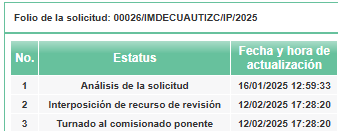 Folio de la solicitud: 00026/IMDECUAUTIZC/IP/2025
No. Estatus Fecha y hora de actualización
1 Análisis de la solicitud 16/01/2025 12:59:33
2 Interposición de recurso de revisión 12/02/2025 17:28:20
3 Turnado al comisionado ponente 12/02/2025 17:28:20